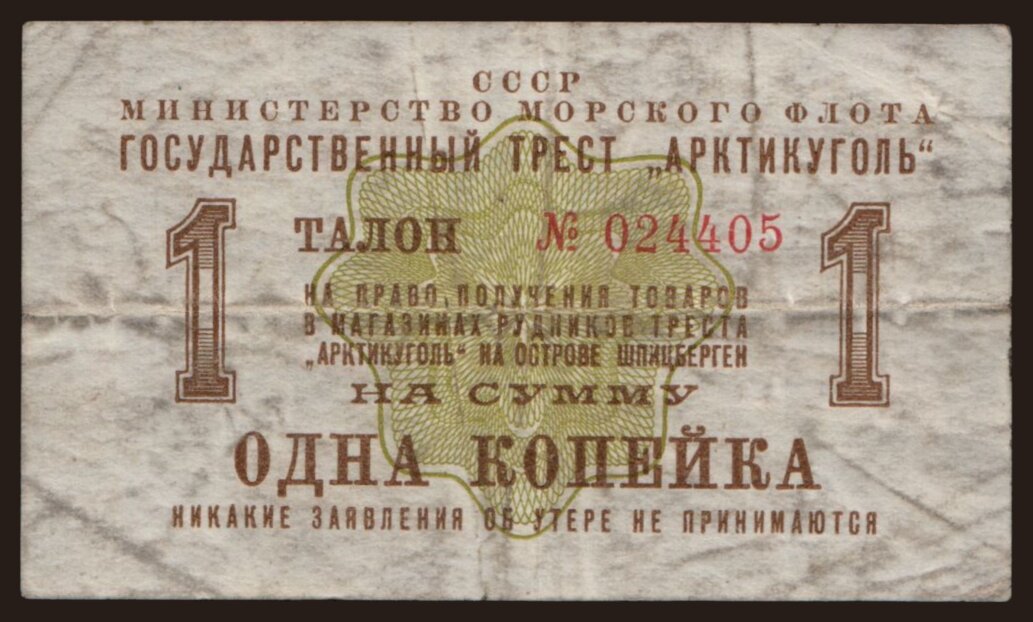 СССР
МИНИСТЕРСТВО МОРСКОГО ФЛОТА
ГОСУДАРСТВЕННЫЙ ТРЕСТ „АРКТИКУГОЛЬ“
1 ТАЛОН № 024405 1
НА ПРАВО ПОЛУЧЕНИЯ ТОВАРОВ
В МАГАЗИНАХ РУДНИКОВ ТРЕСТА
„АРКТИКУГОЛЬ“ НА ОСТРОВЕ ШПИЦБЕРГЕН
НА СУММУ
ОДНА КОПЕЙКА
НИКАКИЕ ЗАЯВЛЕНИЯ ОБ УТЕРЕ НЕ ПРИНИМАЮТСЯ